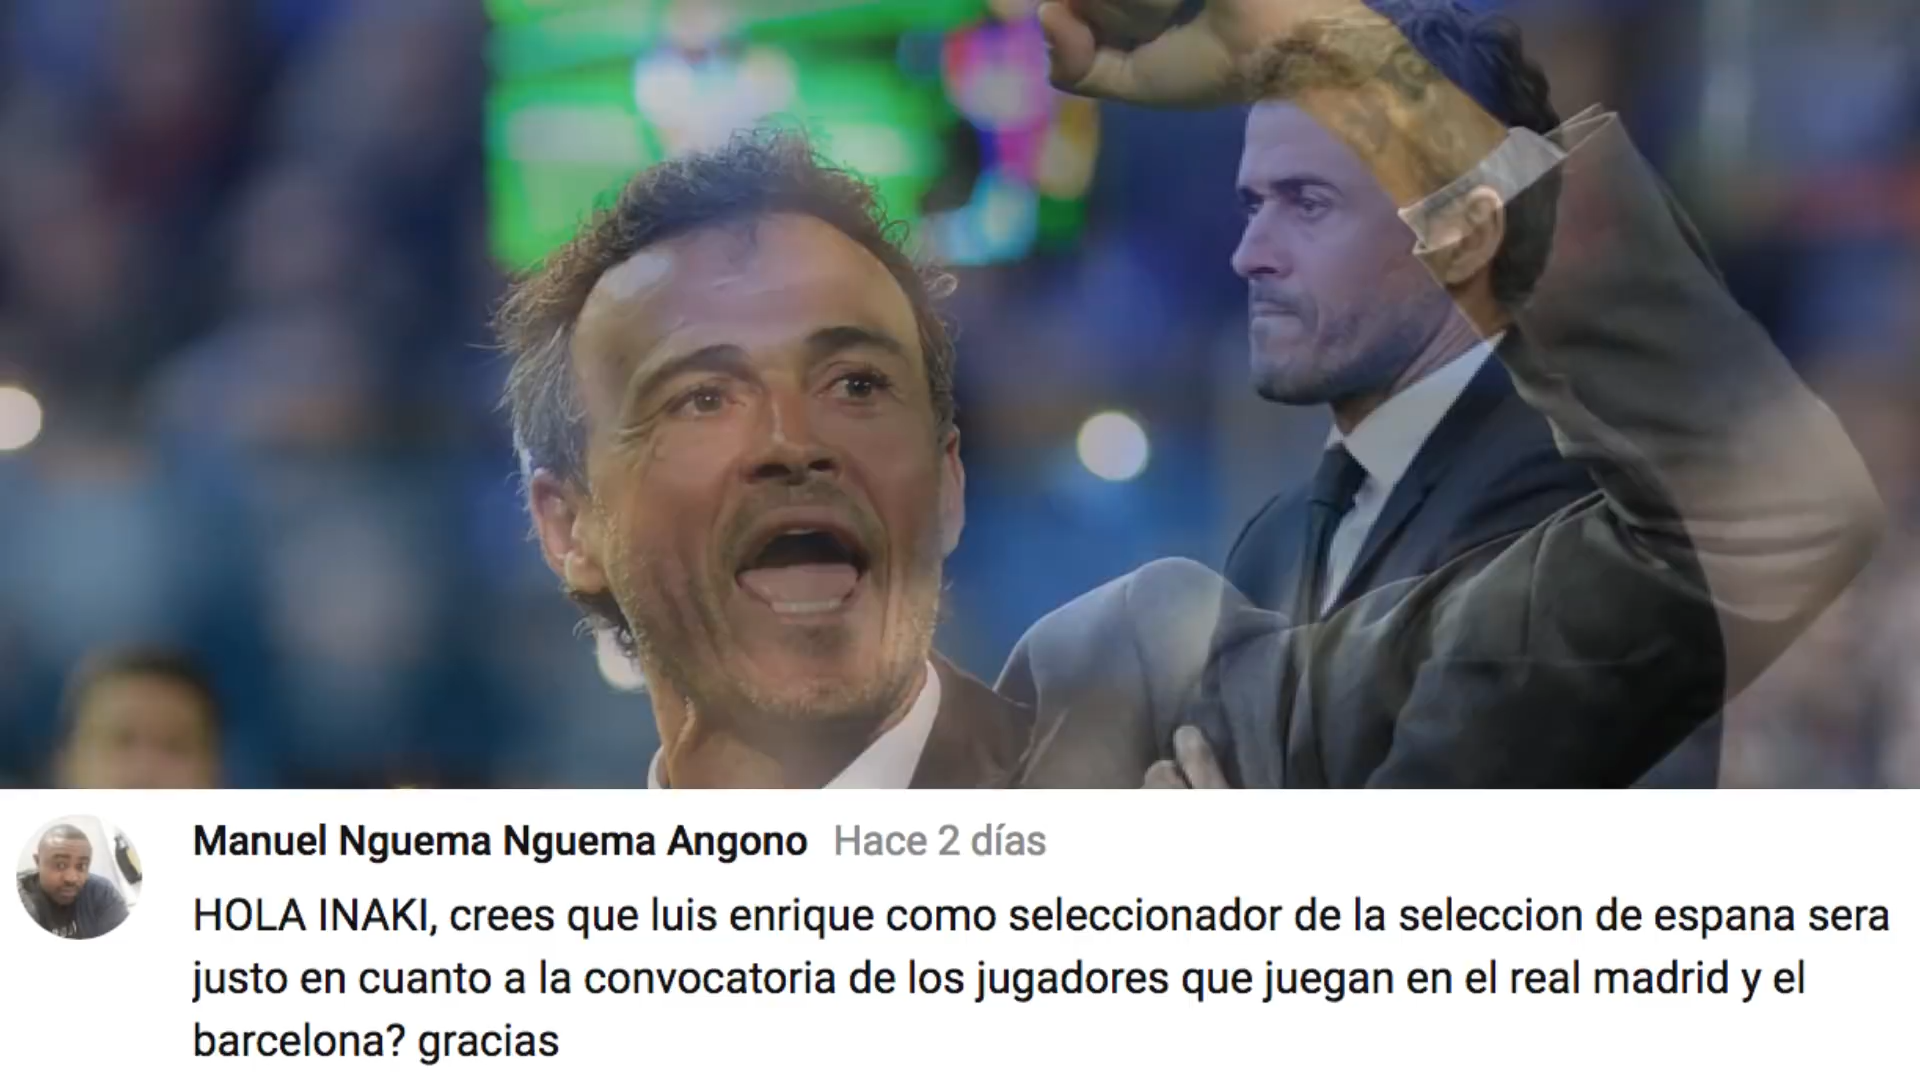 Manuel Nguema Nguema Angono Hace 2 días
HOLA INAKI, crees que luis enrique como seleccionador de la seleccion de espana sera
justo en cuanto a la convocatoria de los jugadores que juegan en el real madrid y el
barcelona? gracias